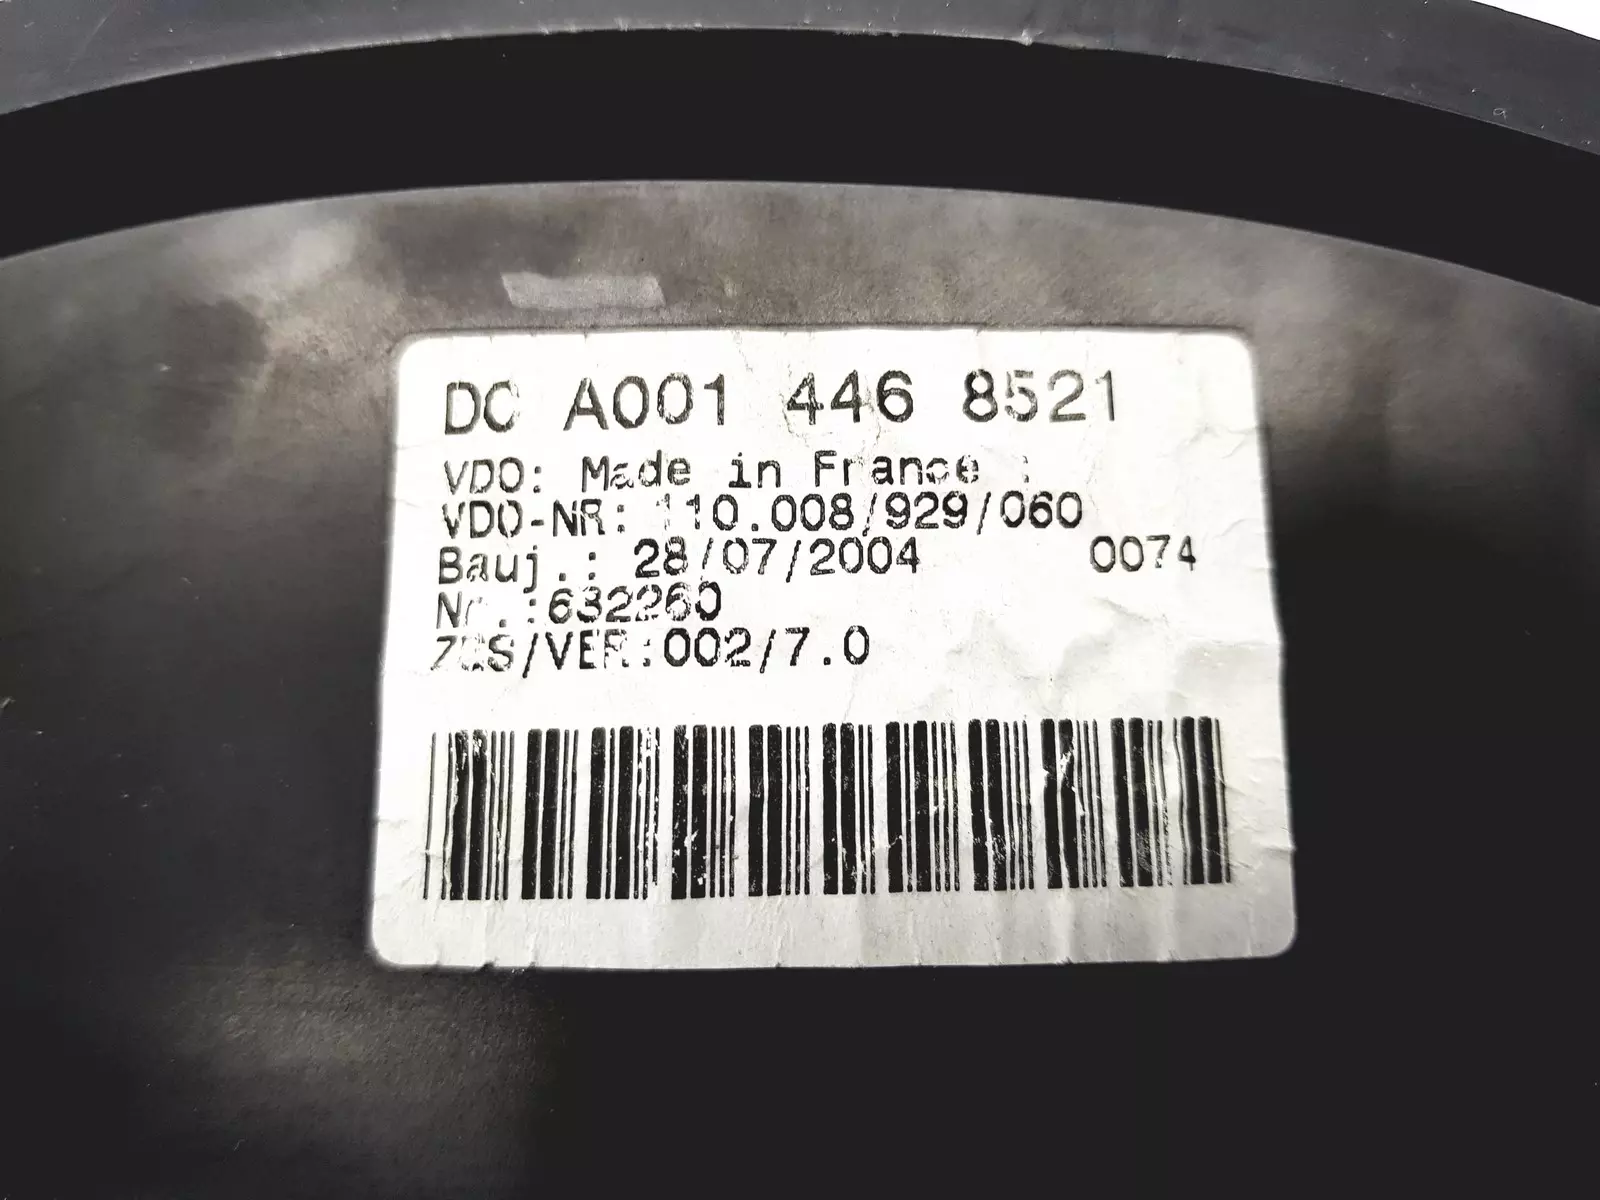 DC A001 446 8521
VDO: Made in France :
VDO-NR: 110.008/929/060
Bauj.: 28/07/2004 0074
Nr.:632260
ZBS/VER:002/7.0